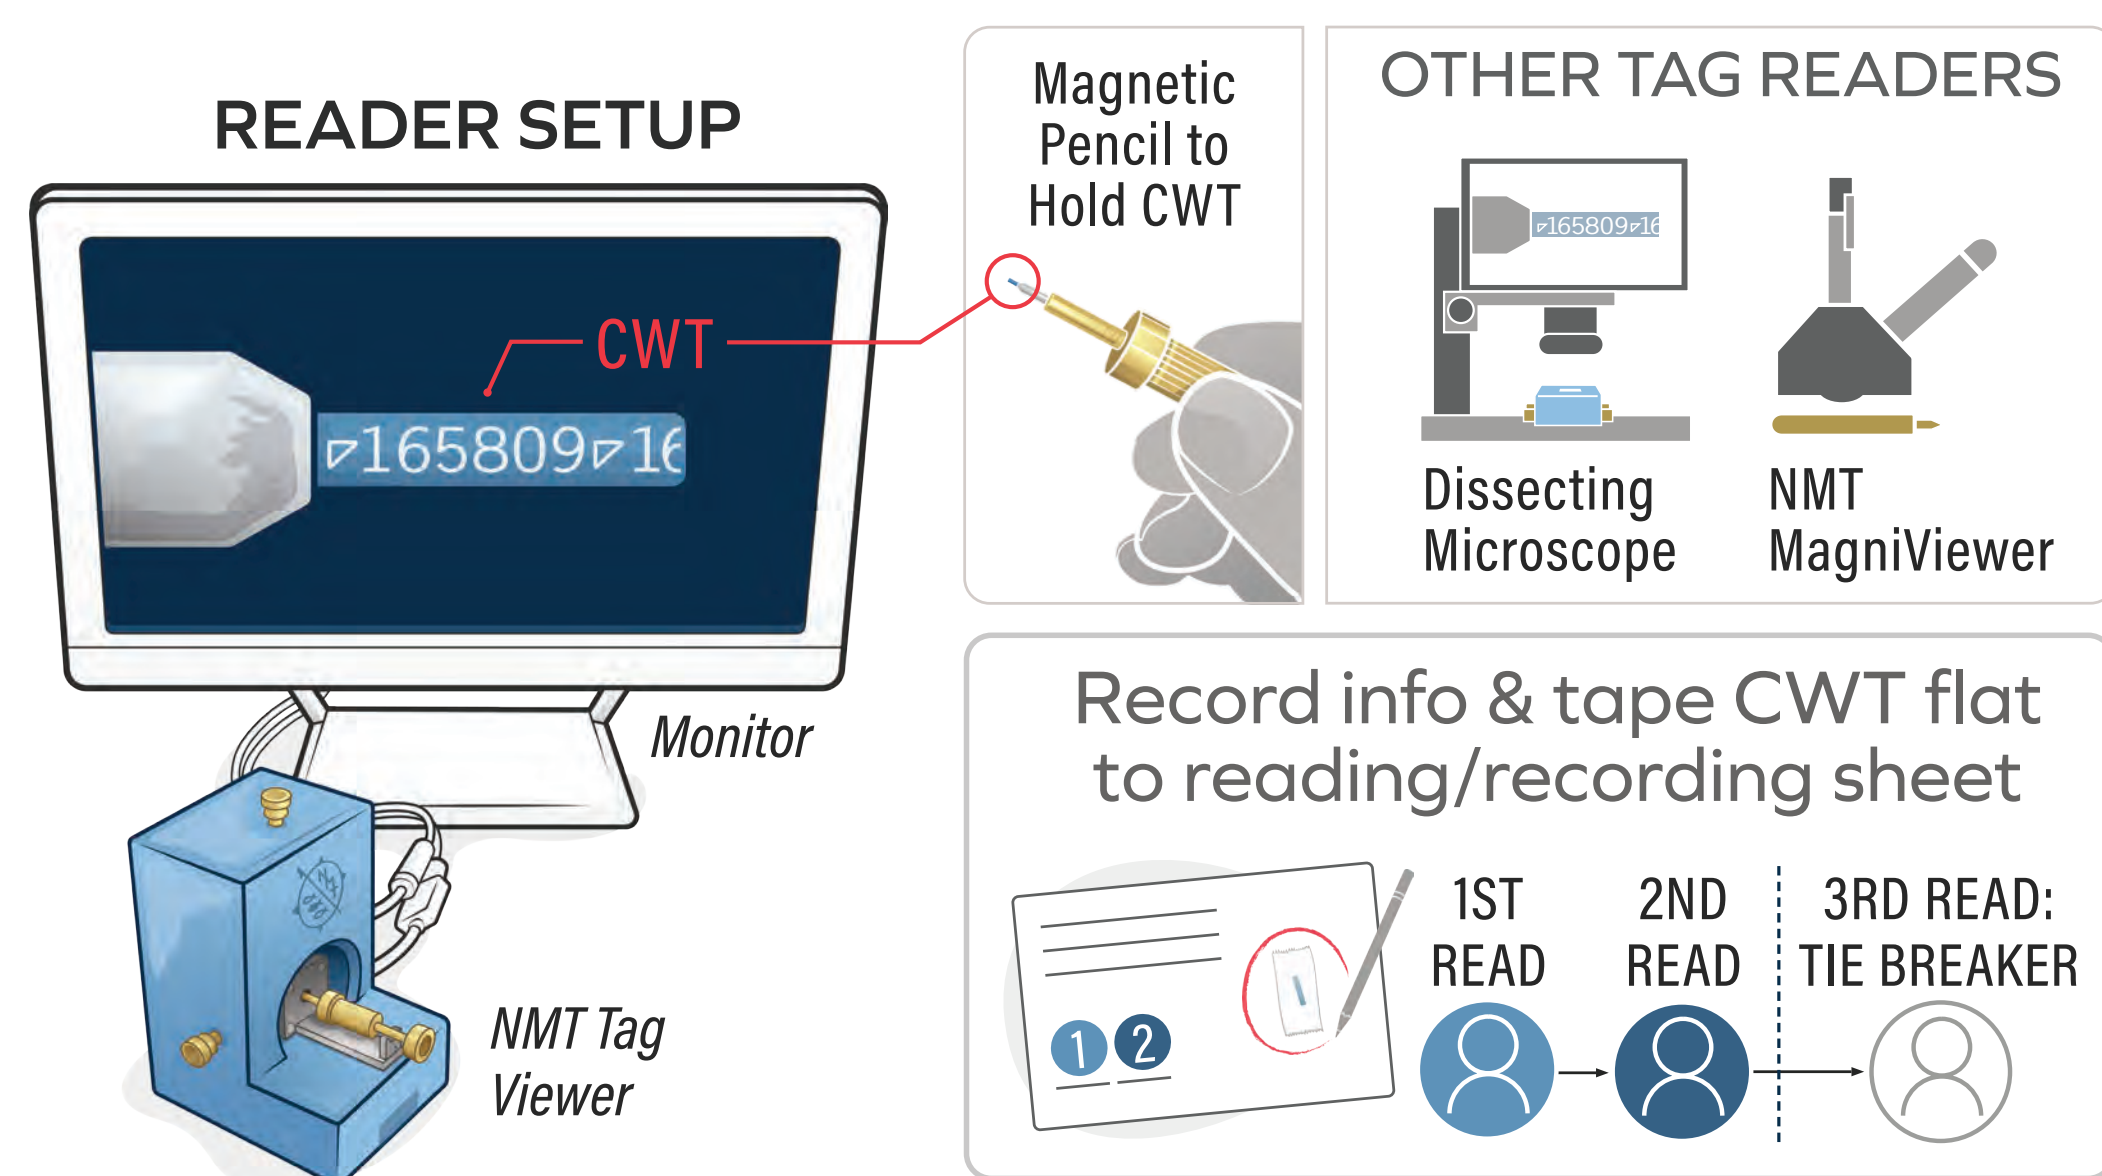 READER SETUP
CWT
▿165809▿16
Monitor
NMT Tag
Viewer
Magnetic
Pencil to
Hold CWT
OTHER TAG READERS
▿165809▿16
Dissecting
Microscope
NMT
MagniViewer
Record info & tape CWT flat
to reading/recording sheet
1 2
1ST
READ
2ND
READ
3RD READ:
TIE BREAKER